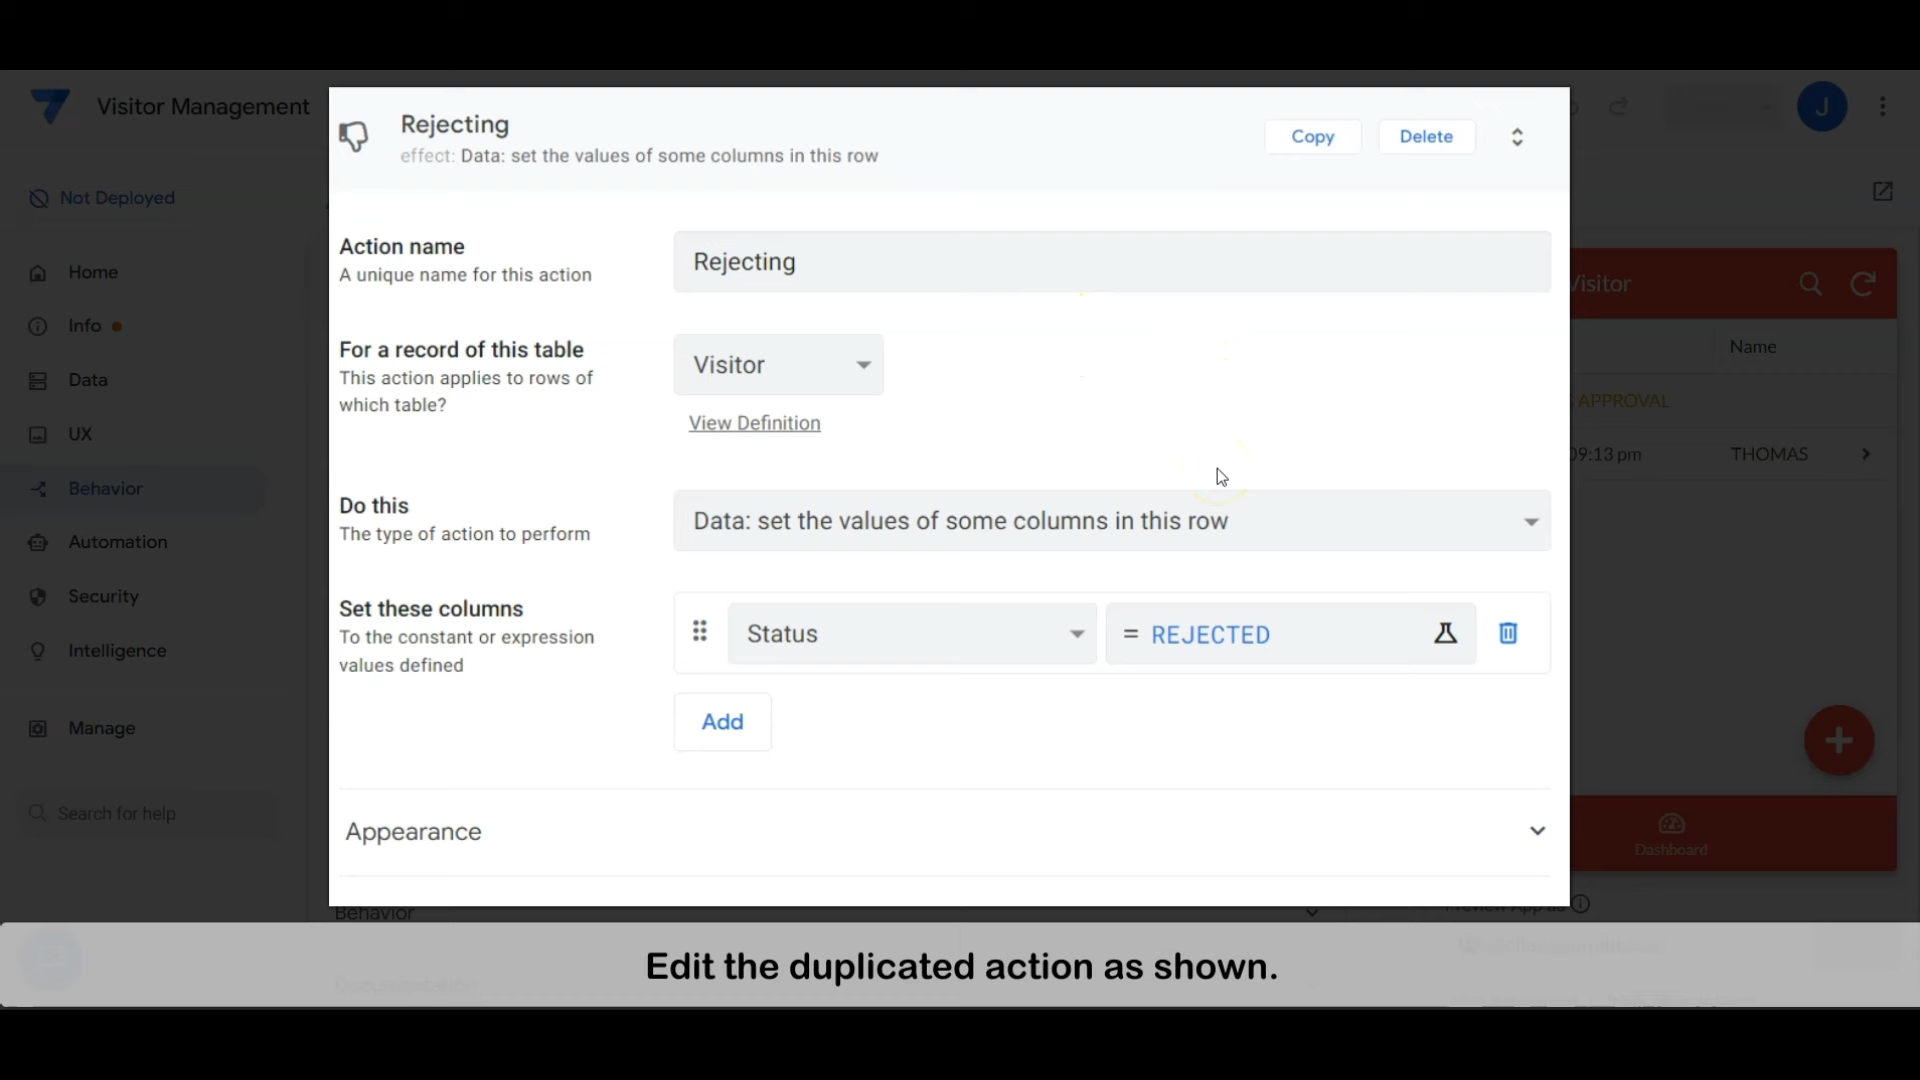 Visitor Management
J
Not Deployed
Home
Info
Data
UX
Behavior
Automation
Security
Intelligence
Manage
Search for help
Rejecting
effect: Data: set the values of some columns in this row
Copy
Delete
Action name
A unique name for this action
Rejecting
For a record of this table
This action applies to rows of
which table?
Visitor
View Definition
Do this
The type of action to perform
Data: set the values of some columns in this row
Set these columns
To the constant or expression
values defined
Status
= REJECTED
Add
Appearance
Behavior
Documentation
Visitor
Name
APPROVAL
09:13 pm
THOMAS
Dashboard
Preview App as
Edit the duplicated action as shown.